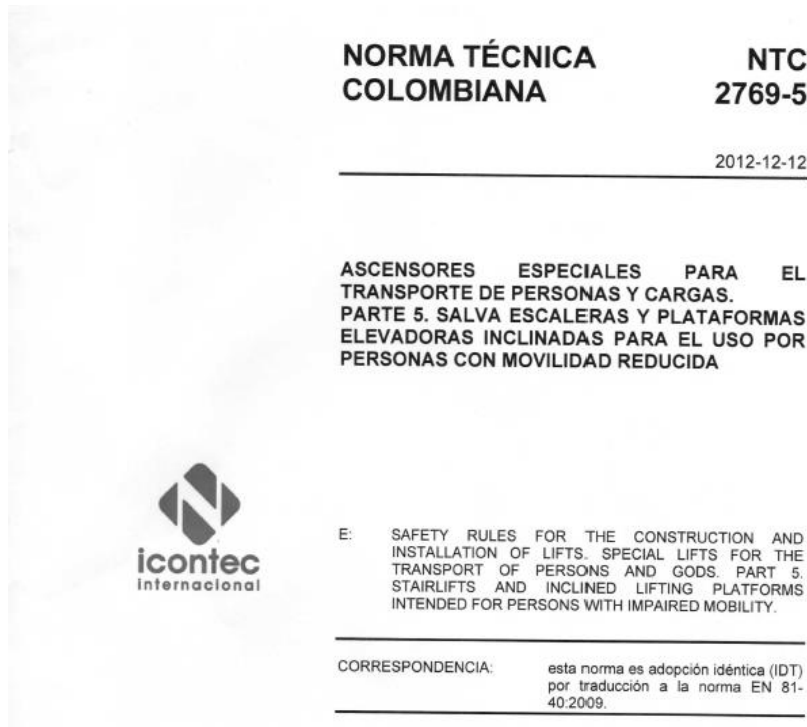 NORMA TÉCNICA NTC
COLOMBIANA 2769-5
2012-12-12
ASCENSORES ESPECIALES PARA EL
TRANSPORTE DE PERSONAS Y CARGAS.
PARTE 5. SALVA ESCALERAS Y PLATAFORMAS
ELEVADORAS INCLINADAS PARA EL USO POR
PERSONAS CON MOVILIDAD REDUCIDA
icontec
internacional
E: SAFETY RULES FOR THE CONSTRUCTION AND
INSTALLATION OF LIFTS. SPECIAL LIFTS FOR THE
TRANSPORT OF PERSONS AND GODS. PART 5.
STAIRLIFTS AND INCLINED LIFTING PLATFORMS
INTENDED FOR PERSONS WITH IMPAIRED MOBILITY.
CORRESPONDENCIA: esta norma es adopción idéntica (IDT)
por traducción a la norma EN 81-
40:2009.